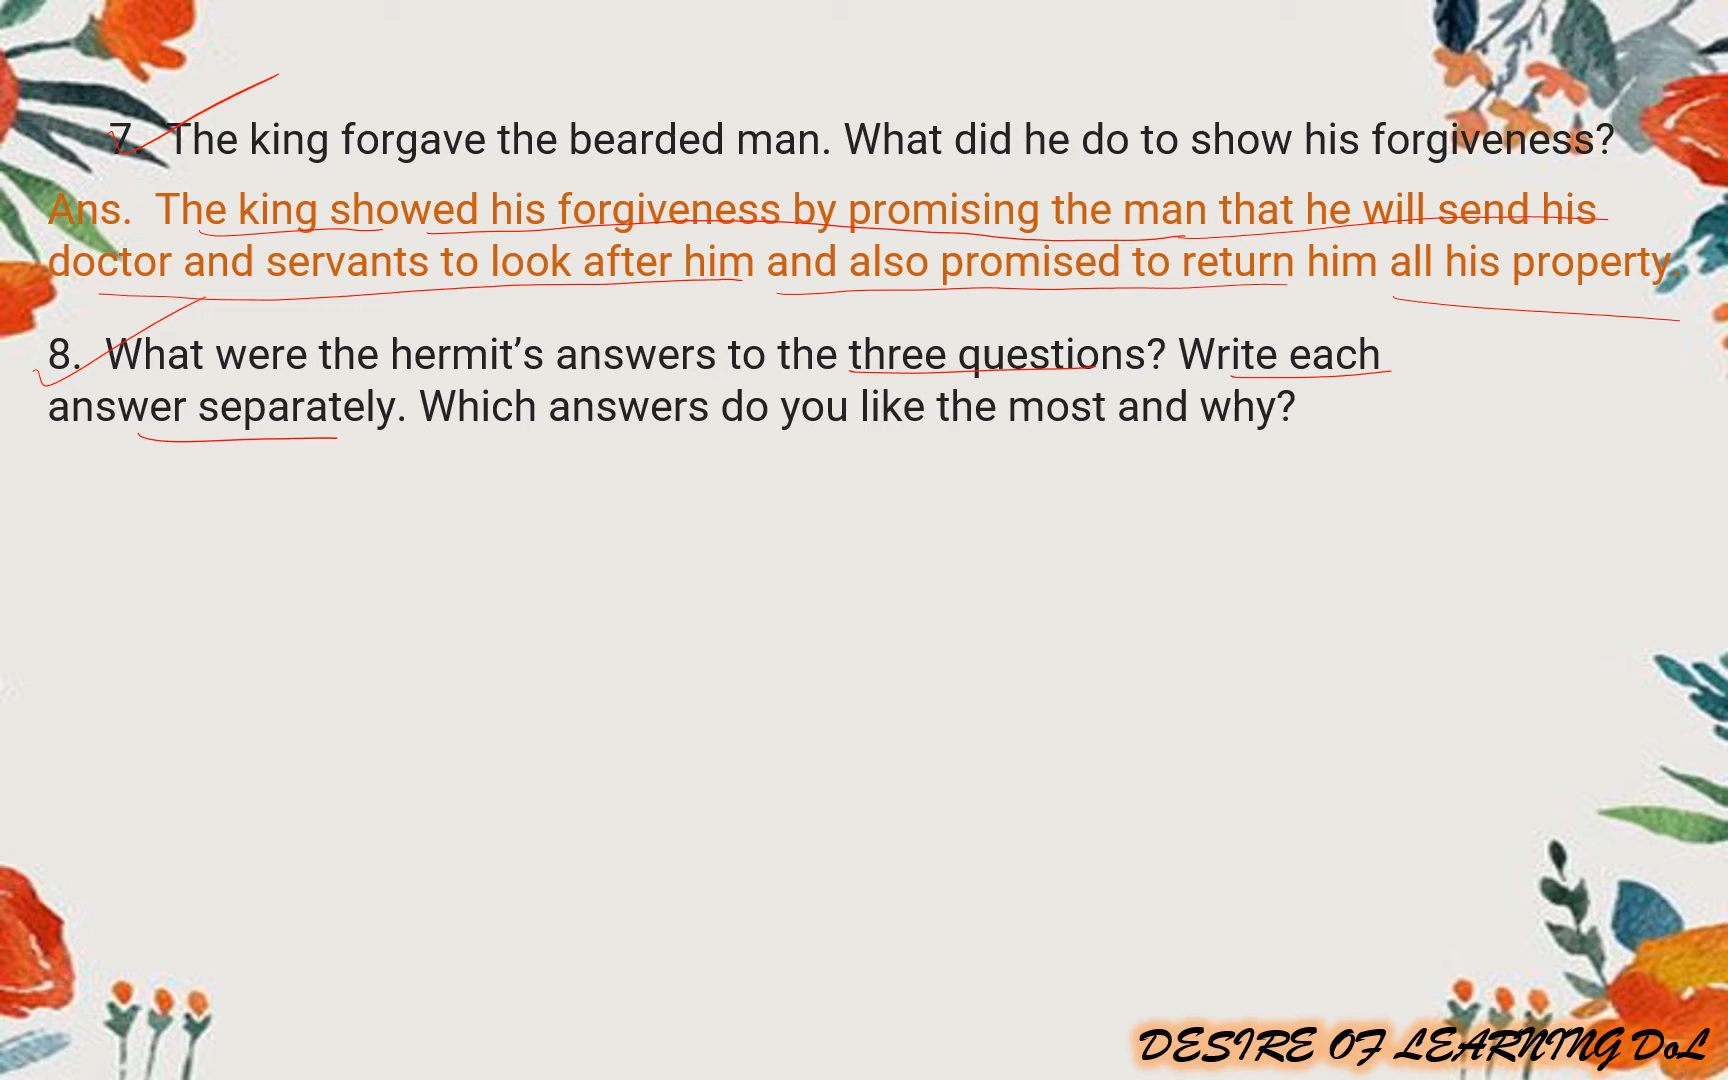 7. The king forgave the bearded man. What did he do to show his forgiveness?
Ans. The king showed his forgiveness by promising the man that he will send his
doctor and servants to look after him and also promised to return him all his property.
8. What were the hermit’s answers to the three questions? Write each
answer separately. Which answers do you like the most and why?
DESIRE OF LEARNING DoL